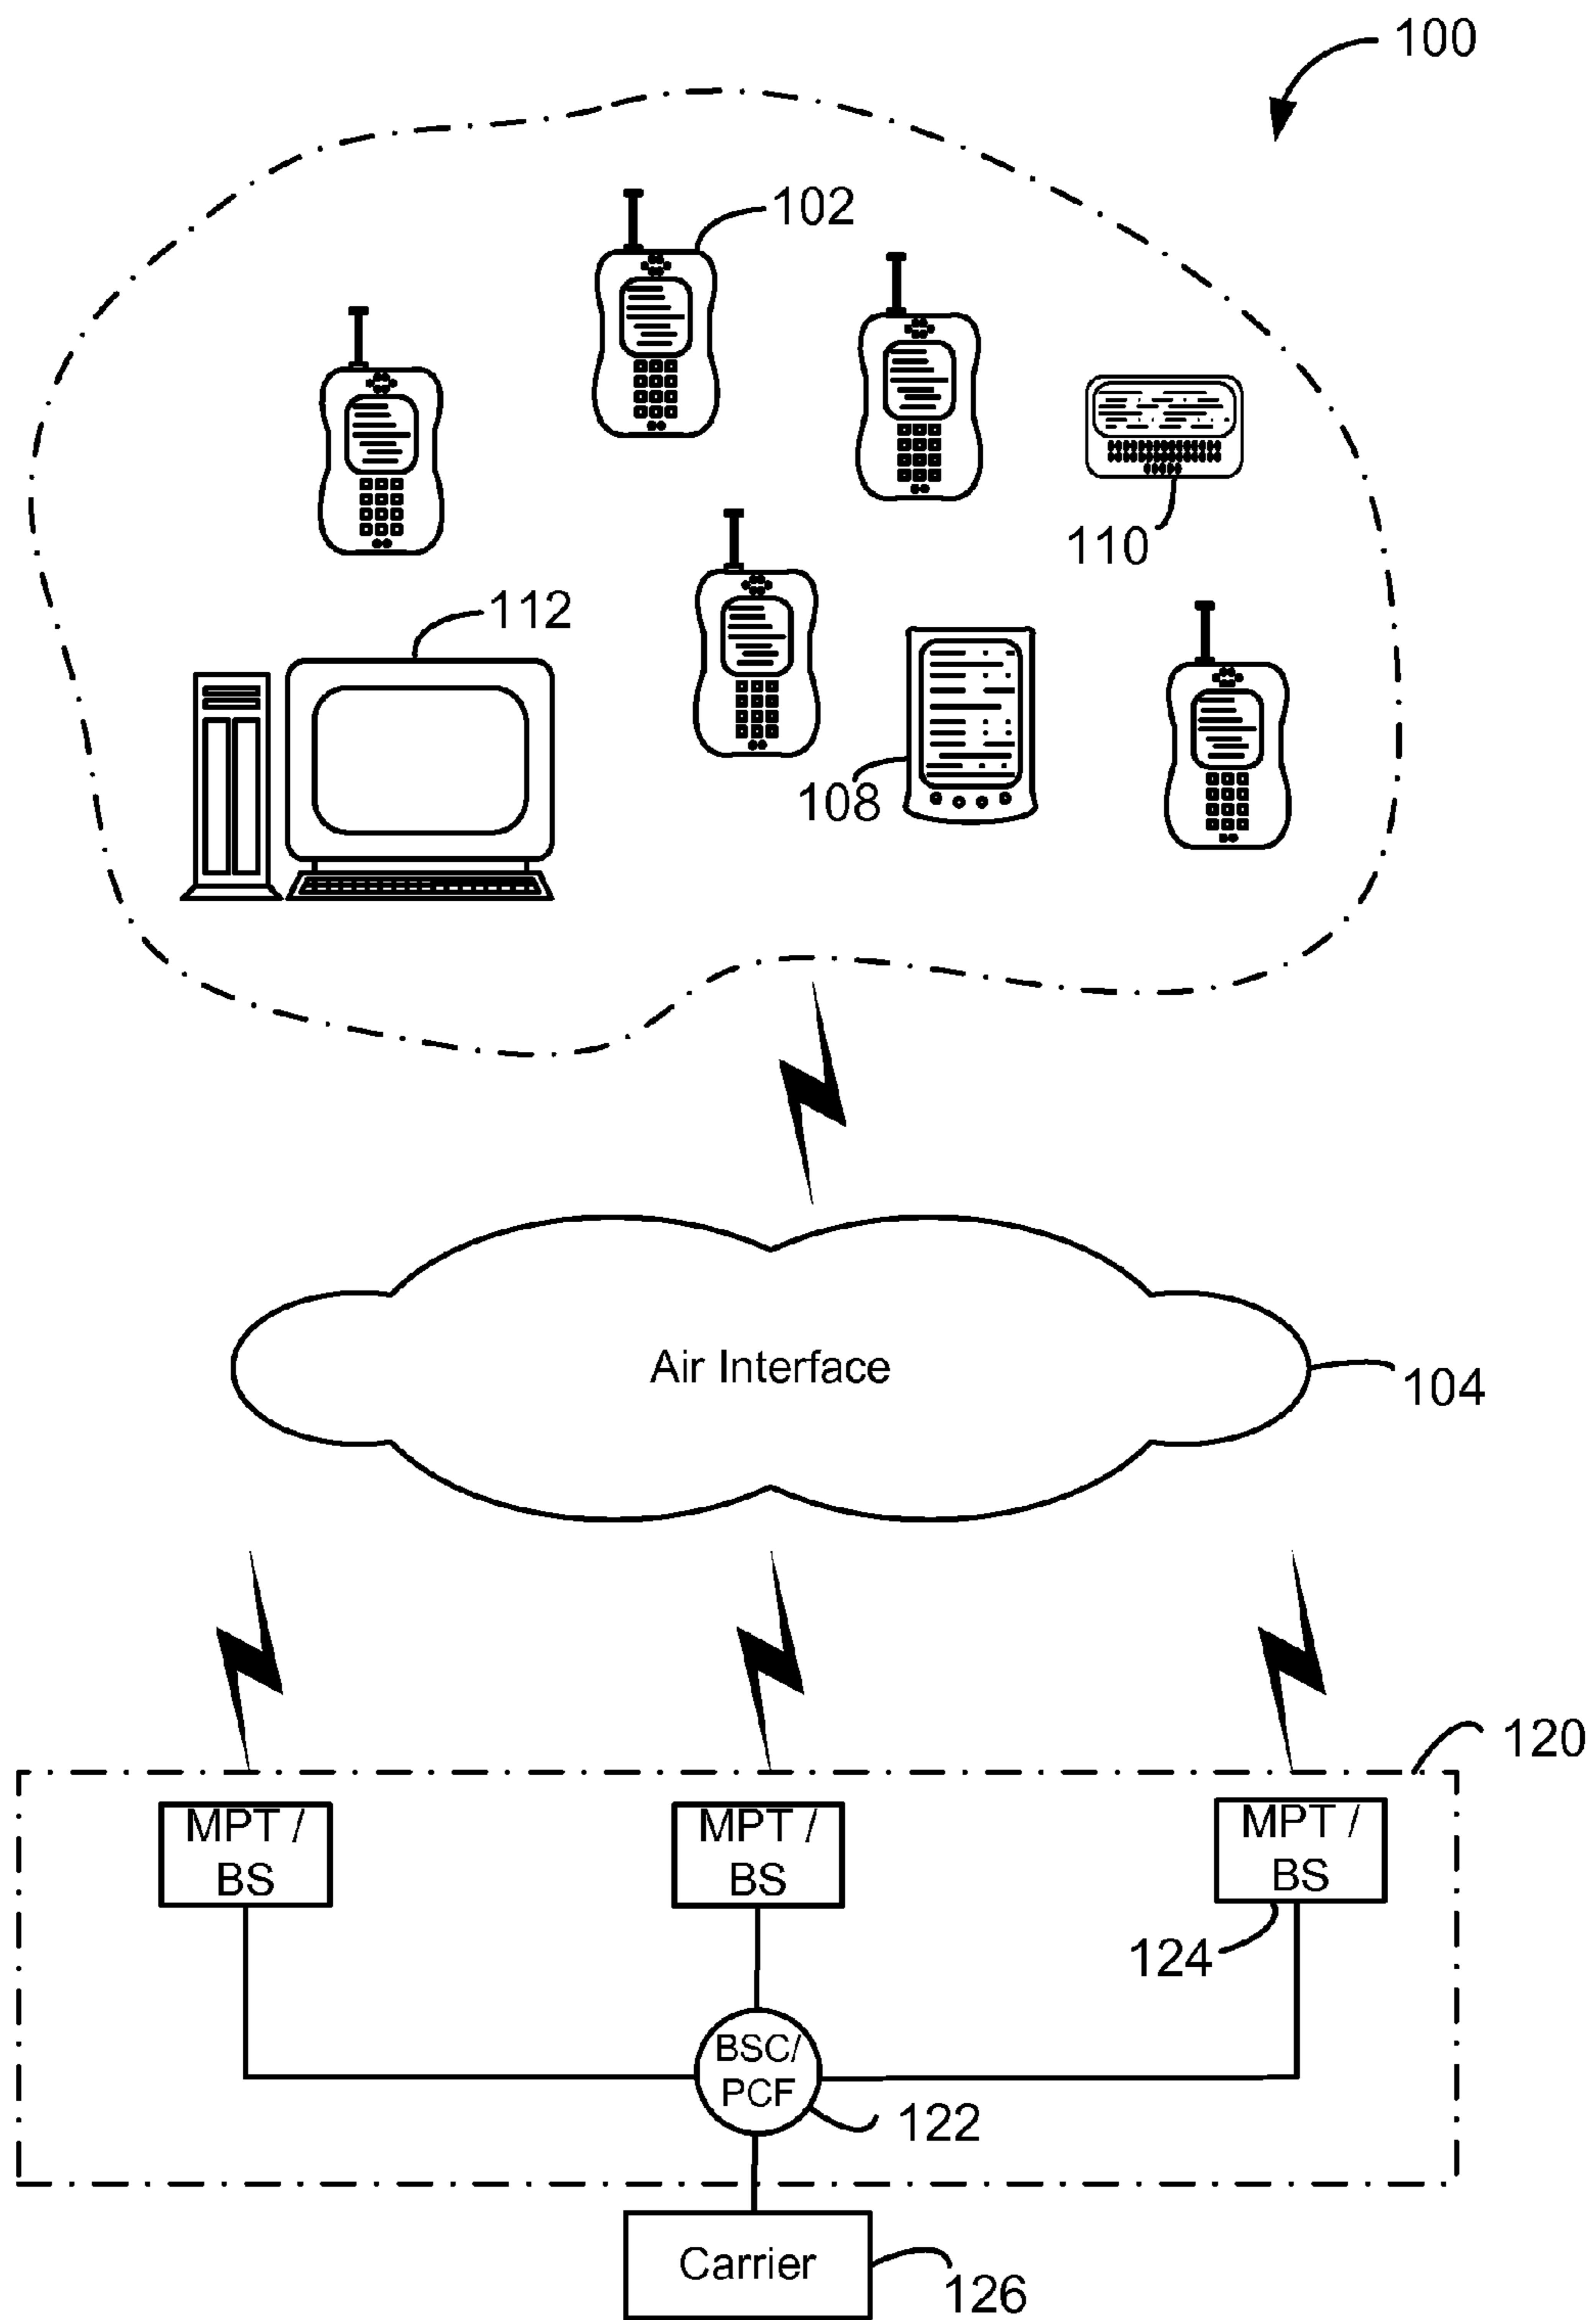 100
102
110
112
108
Air Interface
104
120
MPT /
BS
MPT /
BS
MPT /
BS
124
BSC/
PCF
122
Carrier
126